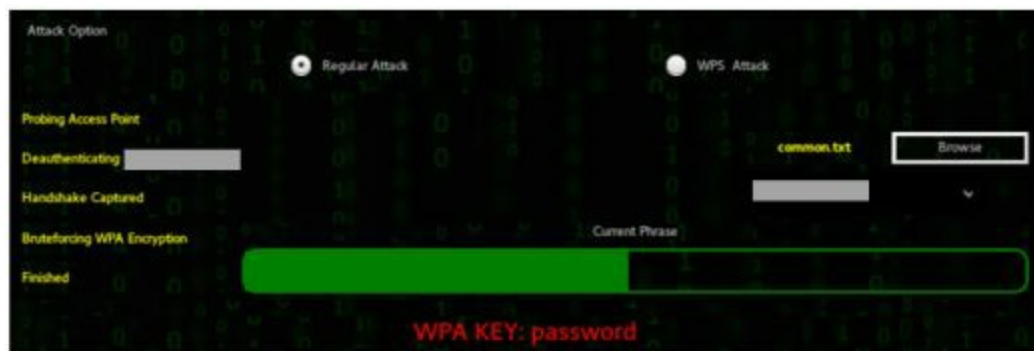 Attack Option
Regular Attack
WPS Attack
Probing Access Point
common.txt
Browse
Deauthenticating
Handshake Captured
Current Phrase
Bruteforcing WPA Encryption
Finished
WPA KEY: password